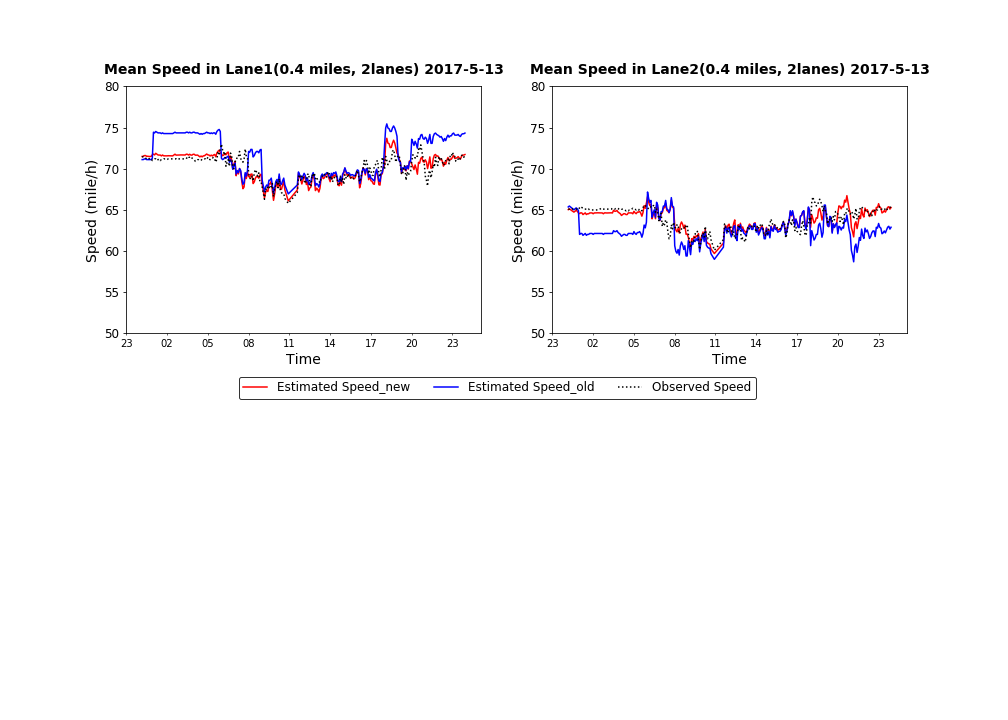 Mean Speed in Lane1(0.4 miles, 2lanes) 2017-5-13
80
75
70
65
60
55
50
Speed (mile/h)
23 02 05 08 11 14 17 20 23
Time
Mean Speed in Lane2(0.4 miles, 2lanes) 2017-5-13
80
75
70
65
60
55
50
Speed (mile/h)
23 02 05 08 11 14 17 20 23
Time
Estimated Speed_new Estimated Speed_old Observed Speed